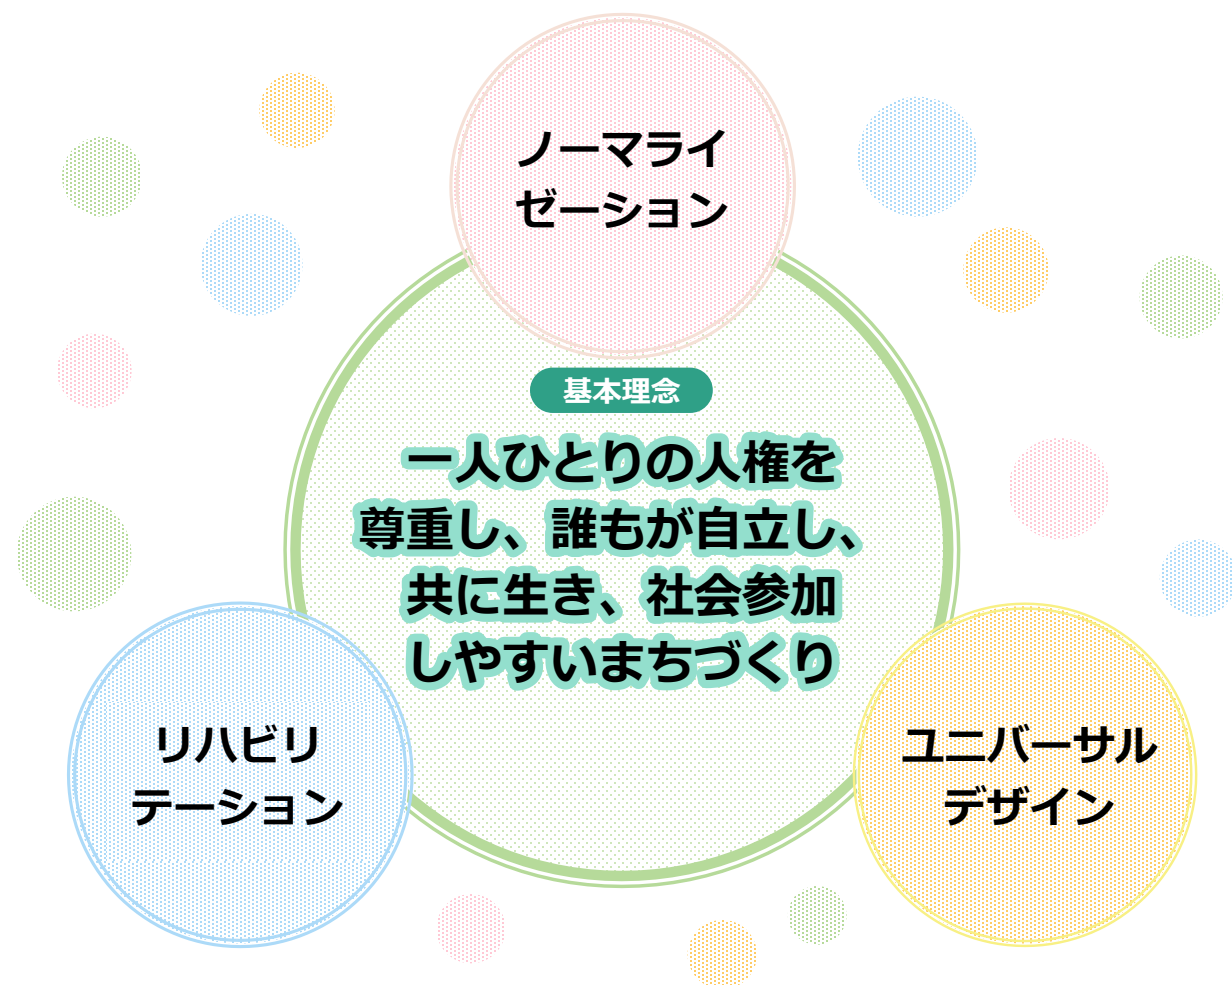 ノーマライ
ゼーション
基本理念
一人ひとりの人権を
尊重し、誰もが自立し、
共に生き、社会参加
しやすいまちづくり
リハビリ
テーション
ユニバーサル
デザイン